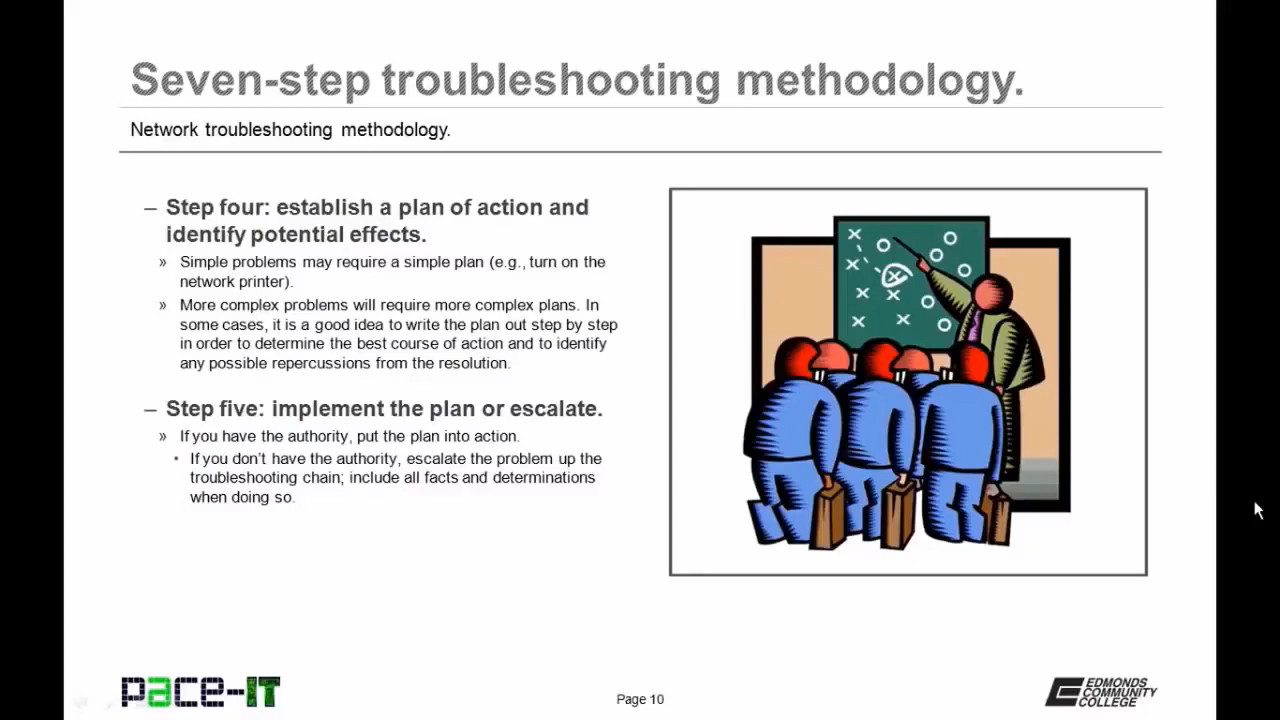 Seven-step troubleshooting methodology.
Network troubleshooting methodology.
– Step four: establish a plan of action and
identify potential effects.
» Simple problems may require a simple plan (e.g., turn on the
network printer).
» More complex problems will require more complex plans. In
some cases, it is a good idea to write the plan out step by step
in order to determine the best course of action and to identify
any possible repercussions from the resolution.
– Step five: implement the plan or escalate.
» If you have the authority, put the plan into action.
• If you don’t have the authority, escalate the problem up the
troubleshooting chain; include all facts and determinations
when doing so.
PACE-IT
Page 10
EDMONDS
COMMUNITY
COLLEGE